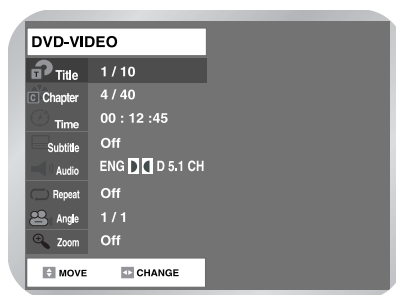 DVD-VIDEO
Title 1 / 10
Chapter 4 / 40
Time 00 : 12 :45
Subtitle Off
Audio ENG D 5.1 CH
Repeat Off
Angle 1 / 1
Zoom Off
MOVE CHANGE